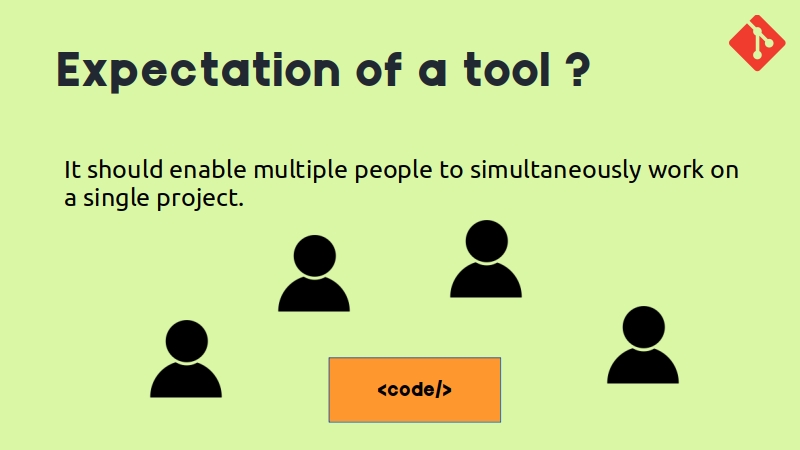 Expectation of a tool ?
It should enable multiple people to simultaneously work on
a single project.
<code/>